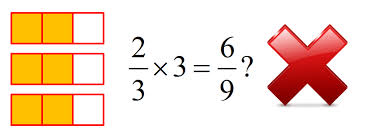 2/3 × 3 = 6/9 ?